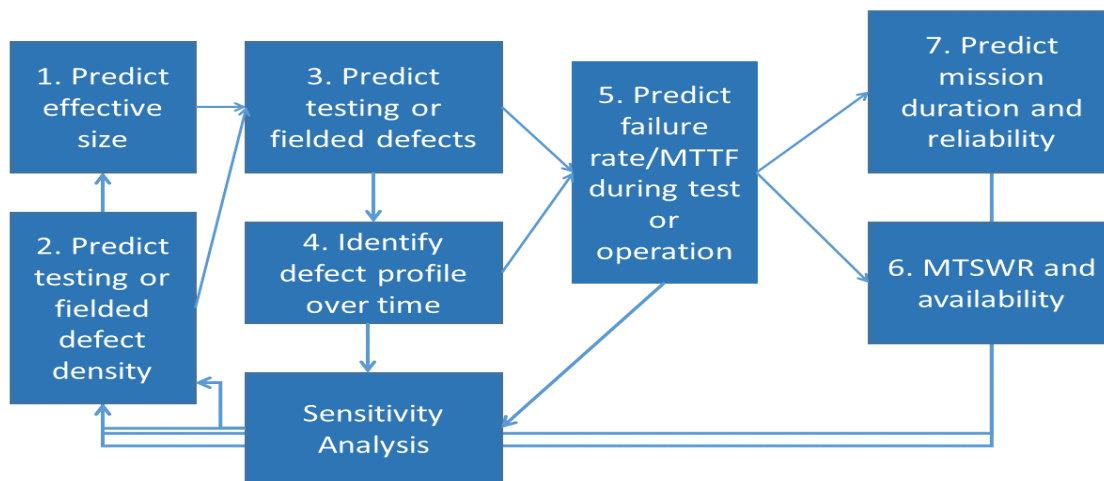 1. Predict
effective
size
2. Predict
testing or
fielded
defect
density
3. Predict
testing or
fielded defects
4. Identify
defect profile
over time
Sensitivity
Analysis
5. Predict
failure
rate/MTTF
during test
or
operation
7. Predict
mission
duration and
reliability
6. MTSWR and
availability